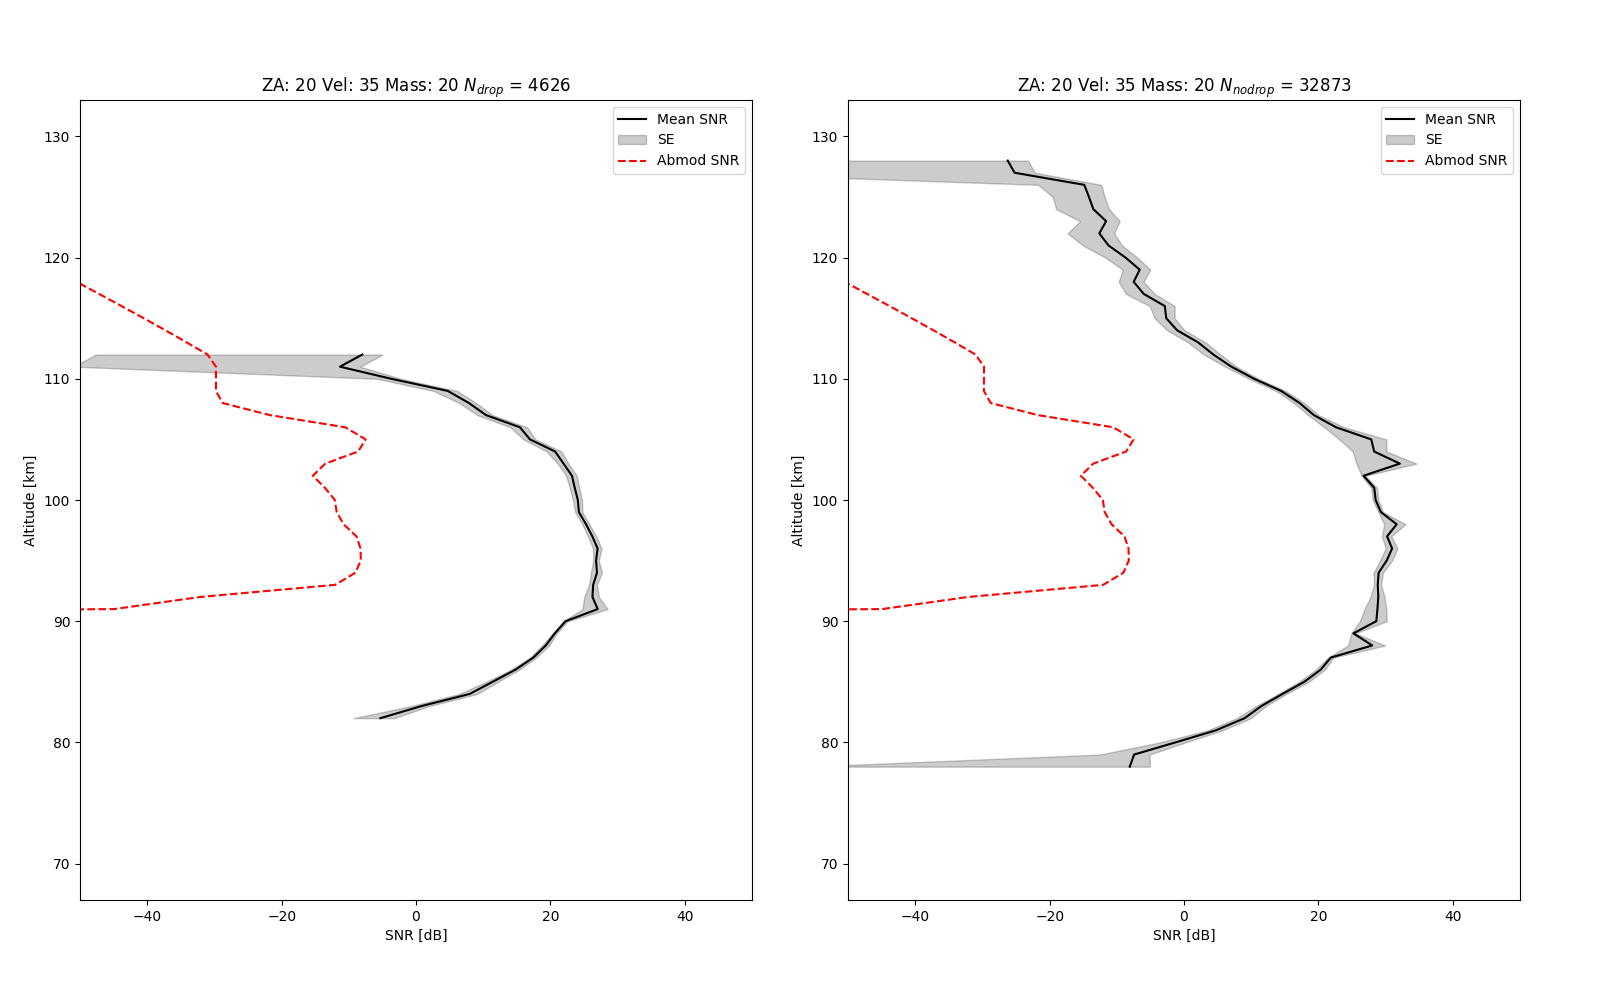 ZA: 20 Vel: 35 Mass: 20 N_drop = 4626
Mean SNR
SE
Abmod SNR
130
120
110
100
90
80
70
Altitude [km]
−40
−20
0
20
40
SNR [dB]
ZA: 20 Vel: 35 Mass: 20 N_nodrop = 32873
Mean SNR
SE
Abmod SNR
130
120
110
100
90
80
70
Altitude [km]
−40
−20
0
20
40
SNR [dB]